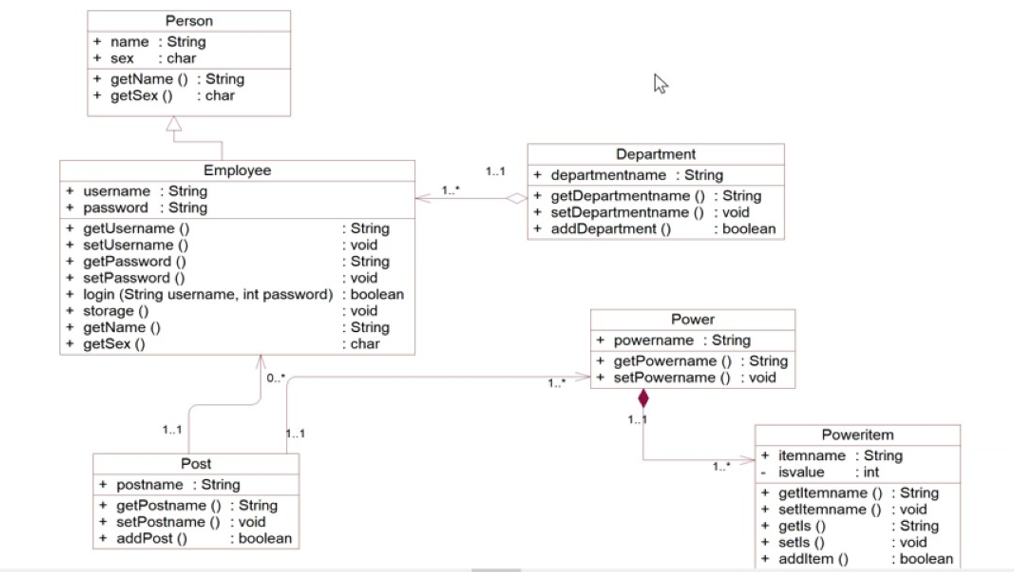 Person
+ name : String
+ sex : char
+ getName () : String
+ getSex () : char
Employee
+ username : String
+ password : String
+ getUsername () : String
+ setUsername () : void
+ getPassword () : String
+ setPassword () : void
+ login (String username, int password) : boolean
+ storage () : void
+ getName () : String
+ getSex () : char
1..1
1..*
Department
+ departmentname : String
+ getDepartmentname () : String
+ setDepartmentname () : void
+ addDepartment () : boolean
Power
+ powername : String
+ getPowername () : String
+ setPowername () : void
0..*
1..*
1..1
1..1
1..1
1..*
Post
+ postname : String
+ getPostname () : String
+ setPostname () : void
+ addPost () : boolean
Poweritem
+ itemname : String
- isvalue : int
+ getItemname () : String
+ setItemname () : void
+ getIs () : String
+ setIs () : void
+ addItem () : boolean